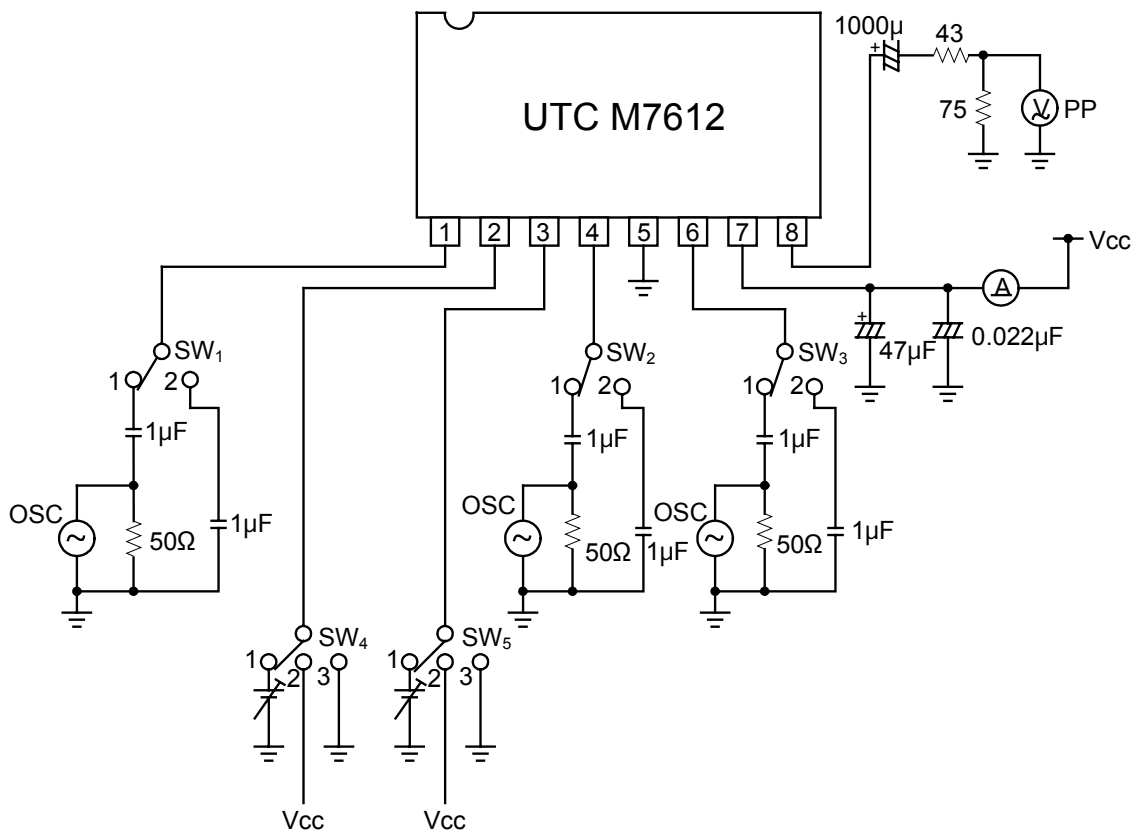 1000µ
+
43
75
V
PP
UTC M7612
1 2 3 4 5 6 7 8
Vcc
A
+
47µF
0.022µF
SW1
1 2
1µF
OSC
50Ω
1µF
SW2
1 2
1µF
OSC
50Ω
1µF
SW3
1 2
1µF
OSC
50Ω
1µF
SW4
1 2 3
Vcc
SW5
1 2 3
Vcc